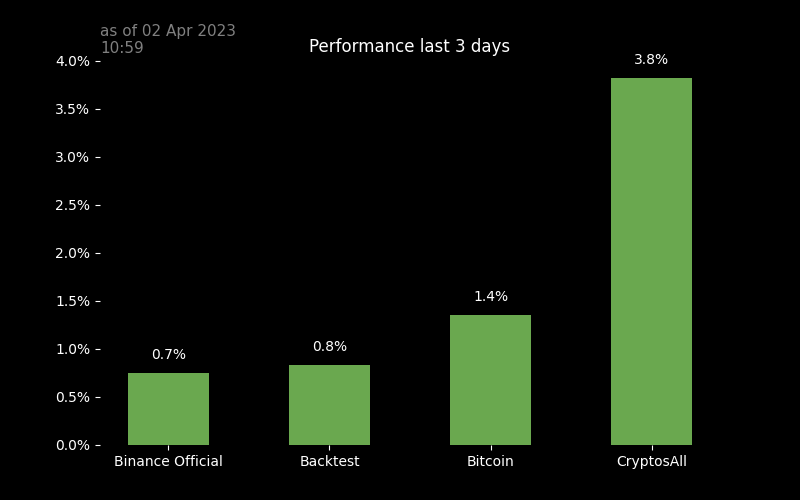 as of 02 Apr 2023
10:59
Performance last 3 days
4.0%
3.5%
3.0%
2.5%
2.0%
1.5%
1.0%
0.5%
0.0%
0.7%
0.8%
1.4%
3.8%
Binance Official
Backtest
Bitcoin
CryptosAll